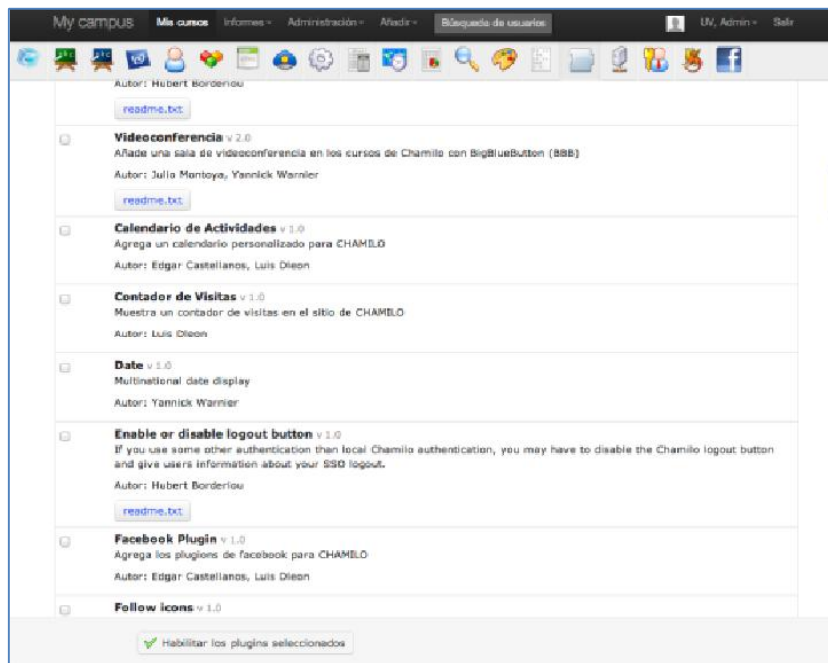 My campus Mis cursos Informes Administración Añadir Búsqueda de usuarios UV, Admin Salir
Autor: Hubert Borderiou
readme.txt
Videoconferencia v 2.0
Añade una sala de videoconferencia en los cursos de Chamilo con BigBlueButton (BBB)
Autor: Julio Montoya, Yannick Warnier
readme.txt
Calendario de Actividades v 1.0
Agrega un calendario personalizado para CHAMILO
Autor: Edgar Castellanos, Luis Dieon
Contador de Visitas v 1.0
Muestra un contador de visitas en el sitio de CHAMILO
Autor: Luis Dieon
Date v 1.0
Multinational date display
Autor: Yannick Warnier
Enable or disable logout button v 1.0
If you use some other authentication than local Chamilo authentication, you may have to disable the Chamilo logout button
and give users information about your SSO logout.
Autor: Hubert Borderiou
readme.txt
Facebook Plugin v 1.0
Agrega los plugions de facebook para CHAMILO
Autor: Edgar Castellanos, Luis Dieon
Follow icons v 1.0
Habilitar los plugins seleccionados